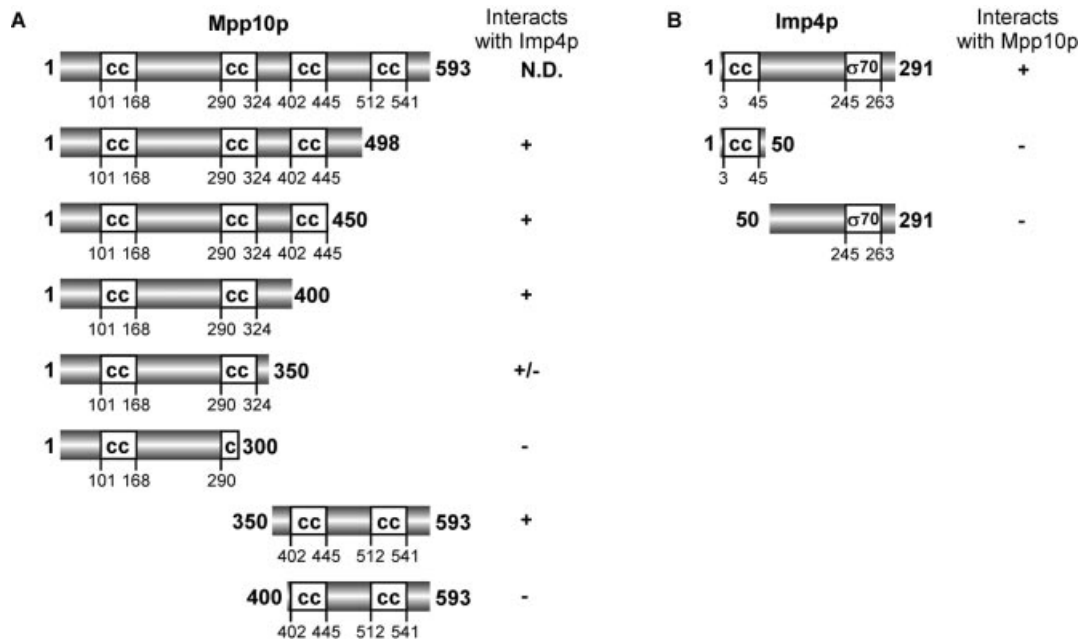 A
Mpp10p
Interacts
with Imp4p
1 cc cc cc cc 593 N.D.
101 168 290 324 402 445 512 541
1 cc cc cc 498 +
101 168 290 324 402 445
1 cc cc cc 450 +
101 168 290 324 402 445
1 cc cc 400 +
101 168 290 324
1 cc cc 350 +/-
101 168 290 324
1 cc c 300 -
101 168 290
350 cc cc 593 +
402 445 512 541
400 cc cc 593 -
402 445 512 541
B
Imp4p
Interacts
with Mpp10p
1 cc σ70 291 +
3 45 245 263
1 cc 50 -
3 45
50 σ70 291 -
245 263